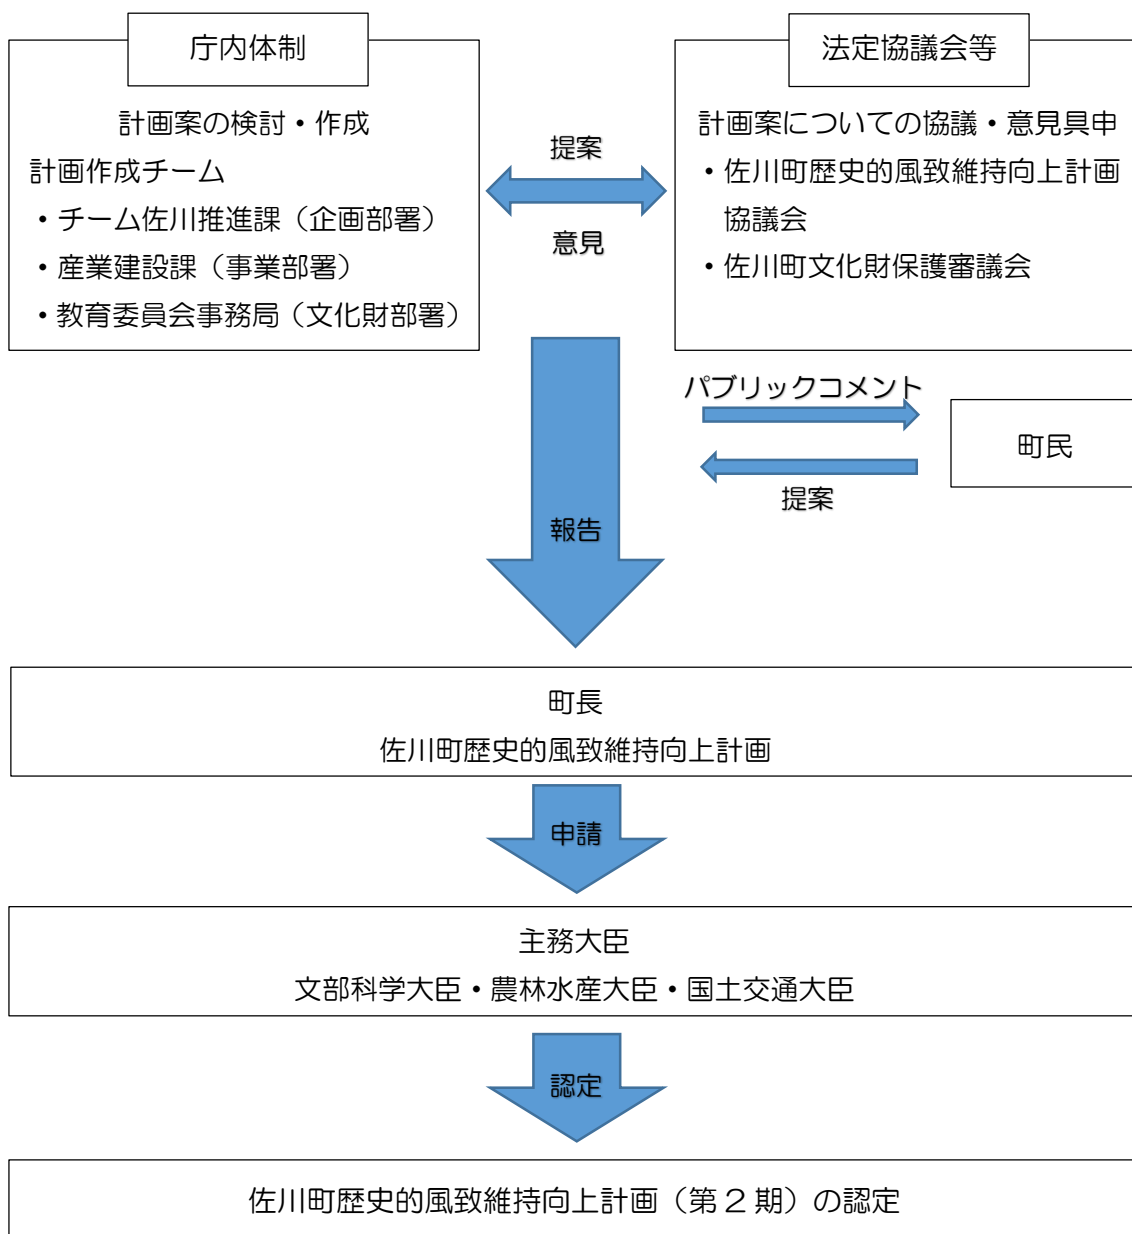 庁内体制
計画案の検討・作成
計画作成チーム
・チーム佐川推進課（企画部署）
・産業建設課（事業部署）
・教育委員会事務局（文化財部署）
提案
意見
法定協議会等
計画案についての協議・意見具申
・佐川町歴史的風致維持向上計画
協議会
・佐川町文化財保護審議会
パブリックコメント
町民
提案
報告
町長
佐川町歴史的風致維持向上計画
申請
主務大臣
文部科学大臣・農林水産大臣・国土交通大臣
認定
佐川町歴史的風致維持向上計画（第２期）の認定